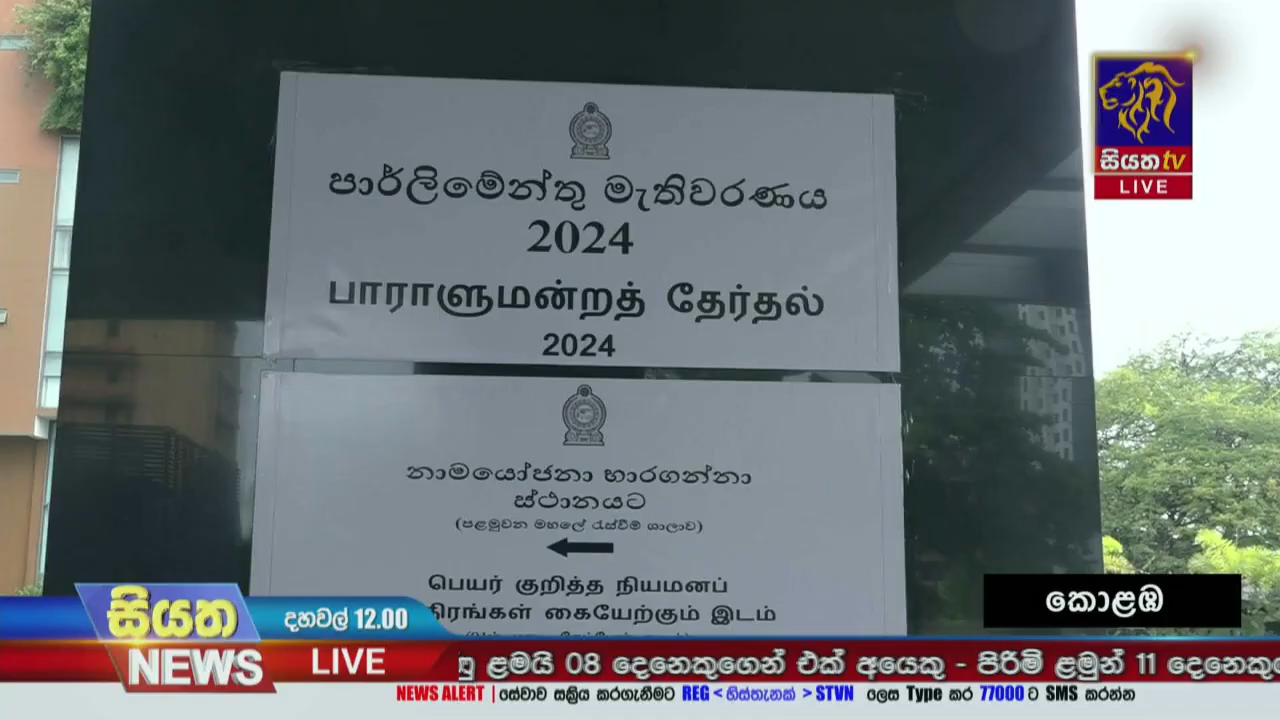 සියත tv
LIVE
පාර්ලිමේන්තු මැතිවරණය
2024
பாராளுமன்றத் தேர்தல்
2024
නාමයෝජනා භාරගන්නා
ස්ථානයට
(පළමුවන මහලේ රැස්වීම් ශාලාව)
பெயர் குறித்த நியமனப்
திரங்கள் கையேற்கும் இடம்
කොළඹ
සියත
NEWS
දහවල් 12.00
LIVE
ළමයි 08 දෙනෙකුගෙන් එක් අයෙකු - පිරිමි ළමුන් 11 දෙනෙකු
NEWS ALERT | සේවාව සක්‍රිය කරගැනීමට REG < හිස්තැනක් > STVN ලෙස Type කර 77000 ට SMS කරන්න